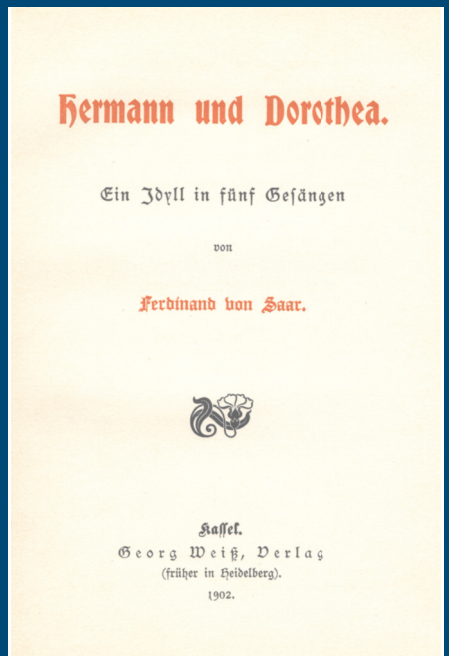 Hermann und Dorothea.
Ein Idyll in fünf Gesängen
von
Ferdinand von Saar.
Kassel.
Georg Weiß, Verlag
(früher in Heidelberg).
1902.